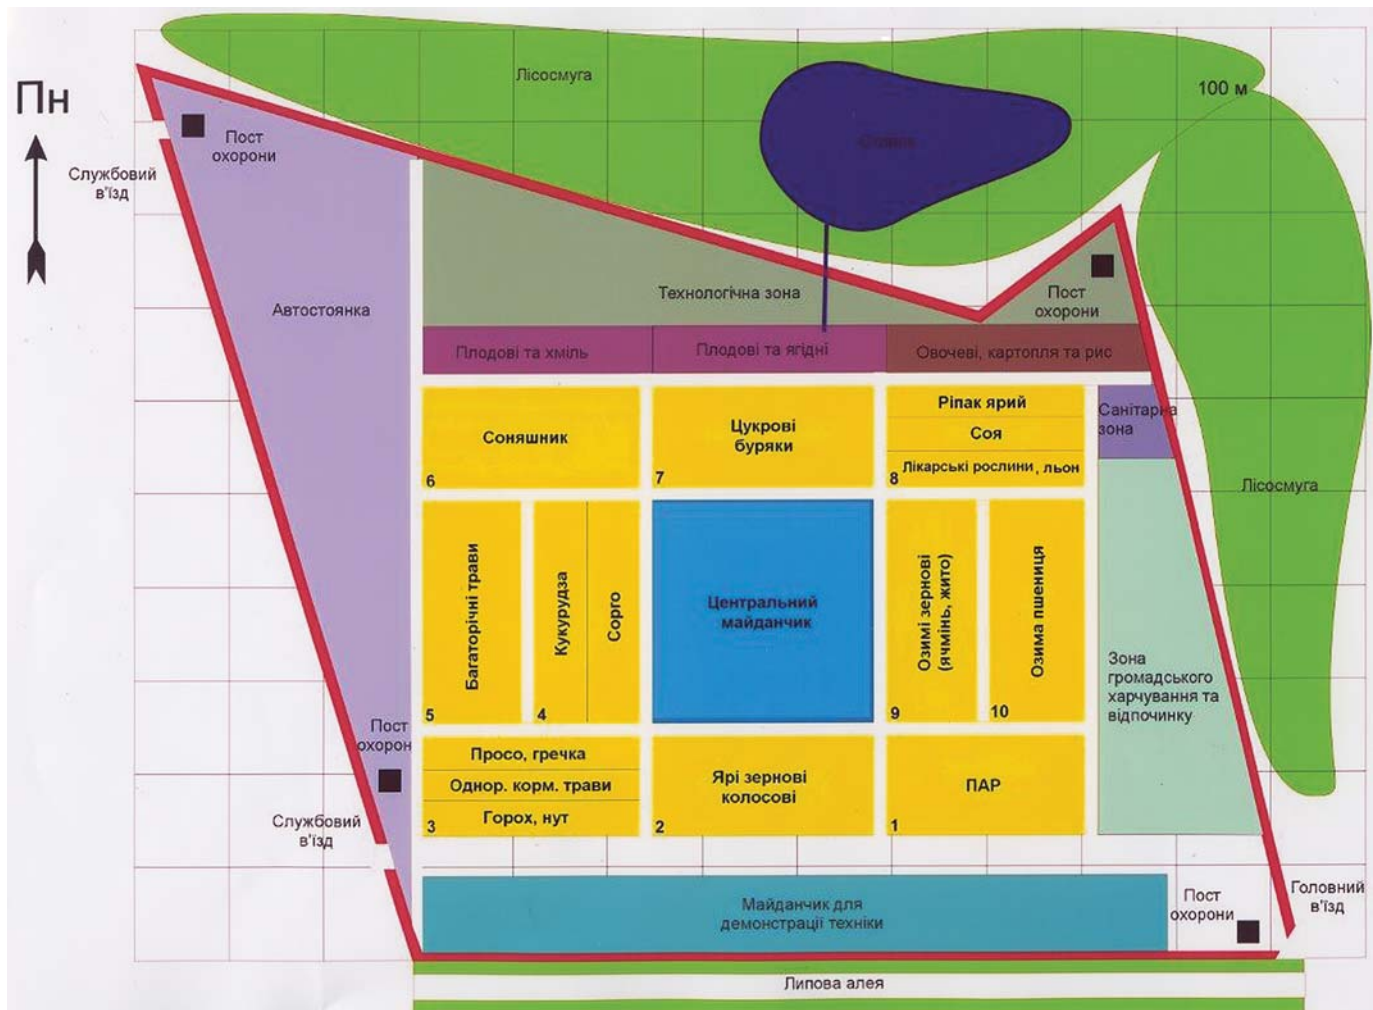 Пн
Лісосмуга
100 м
Озеро
Пост
охорони
Службовий
в'їзд
Автостоянка
Технологічна зона
Пост
охорони
Плодові та хміль
Плодові та ягідні
Овочеві, картопля та рис
Соняшник
6
Цукрові
буряки
7
Ріпак ярий
Соя
Лікарські рослини, льон
8
Санітарна
зона
Лісосмуга
Багаторічні трави
5
Кукурудза
4
Сорго
Центральний
майданчик
Озимі зернові
(ячмінь, жито)
9
Озима пшениця
10
Зона
громадського
харчування та
відпочинку
Пост
охорон
Службовий
в'їзд
Просо, гречка
Однор. корм. трави
Горох, нут
3
Ярі зернові
колосові
2
ПАР
1
Майданчик для
демонстрації техніки
Пост
охорони
Головний
в'їзд
Липова алея